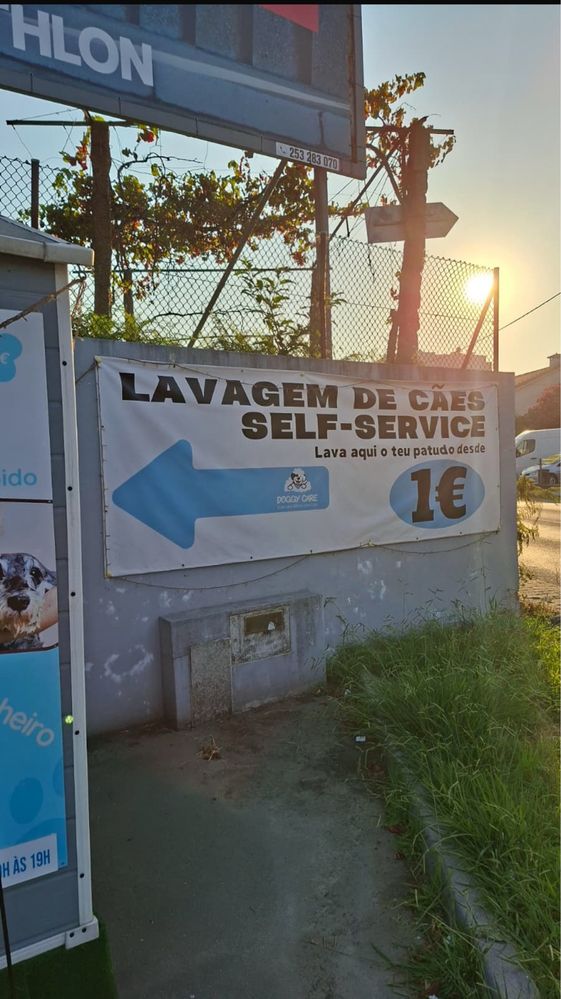 THLON
253 283 070
LAVAGEM DE CÃES
SELF-SERVICE
Lava aqui o teu patudo desde
1€
DOGGY CARE
€
ido
heiro
H ÀS 19H